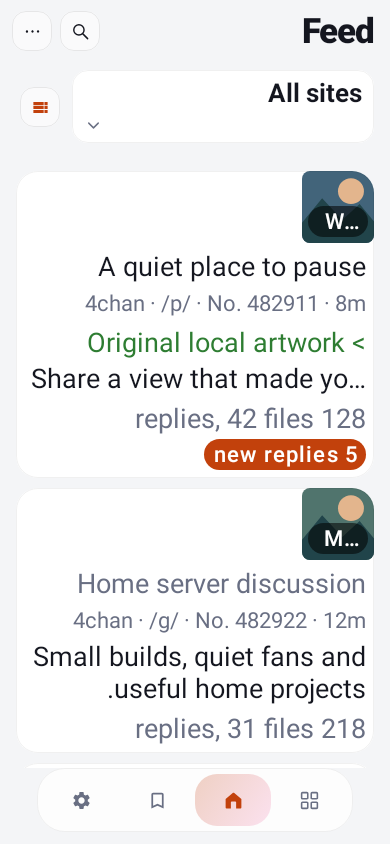 Feed
All sites
W…
A quiet place to pause
4chan · /p/ · No. 482911 · 8m
Original local artwork <
Share a view that made yo…
replies, 42 files 128
new replies 5
M…
Home server discussion
4chan · /g/ · No. 482922 · 12m
Small builds, quiet fans and
.useful home projects
replies, 31 files 218